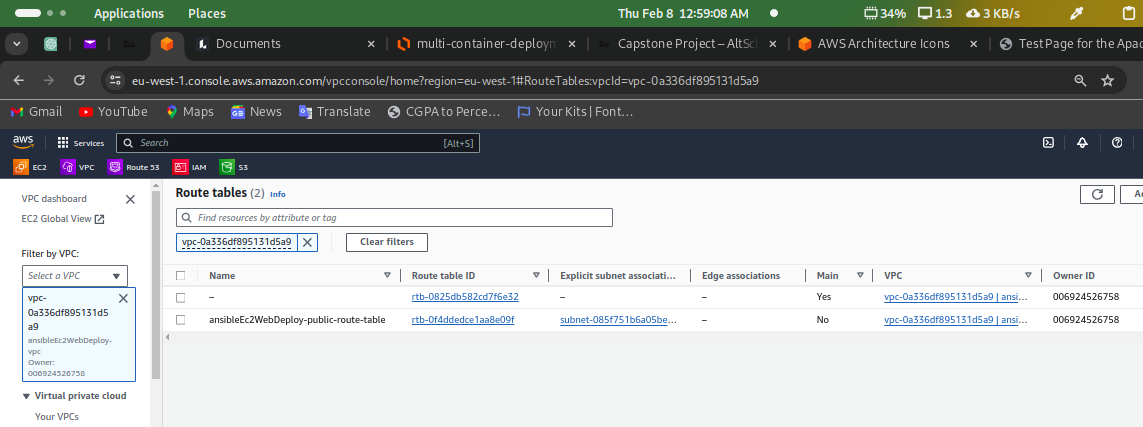 Applications Places Thu Feb 8 12:59:08 AM 34% 1.3 3 KB/s
Documents multi-container-deploym Capstone Project – AltSch AWS Architecture Icons Test Page for the Apac
eu-west-1.console.aws.amazon.com/vpcconsole/home?region=eu-west-1#RouteTables:vpcId=vpc-0a336df895131d5a9
Gmail YouTube Maps News Translate CGPA to Perce... Your Kits | Font...
aws Services Search [Alt+S]
EC2 VPC Route 53 IAM S3
VPC dashboard
EC2 Global View
Filter by VPC:
Select a VPC
vpc-
0a336df895131d5
a9
ansibleEc2WebDeploy-
vpc
Owner:
006924526758
Virtual private cloud
Your VPCs
Route tables (2) Info
Find resources by attribute or tag
vpc-0a336df895131d5a9 Clear filters
Name Route table ID Explicit subnet associati... Edge associations Main VPC Owner ID
– rtb-0825db582cd7f6e32 – – Yes vpc-0a336df895131d5a9 | ansi... 006924526758
ansibleEc2WebDeploy-public-route-table rtb-0f4ddedce1aa8e09f subnet-085f751b6a05be... – No vpc-0a336df895131d5a9 | ansi... 006924526758